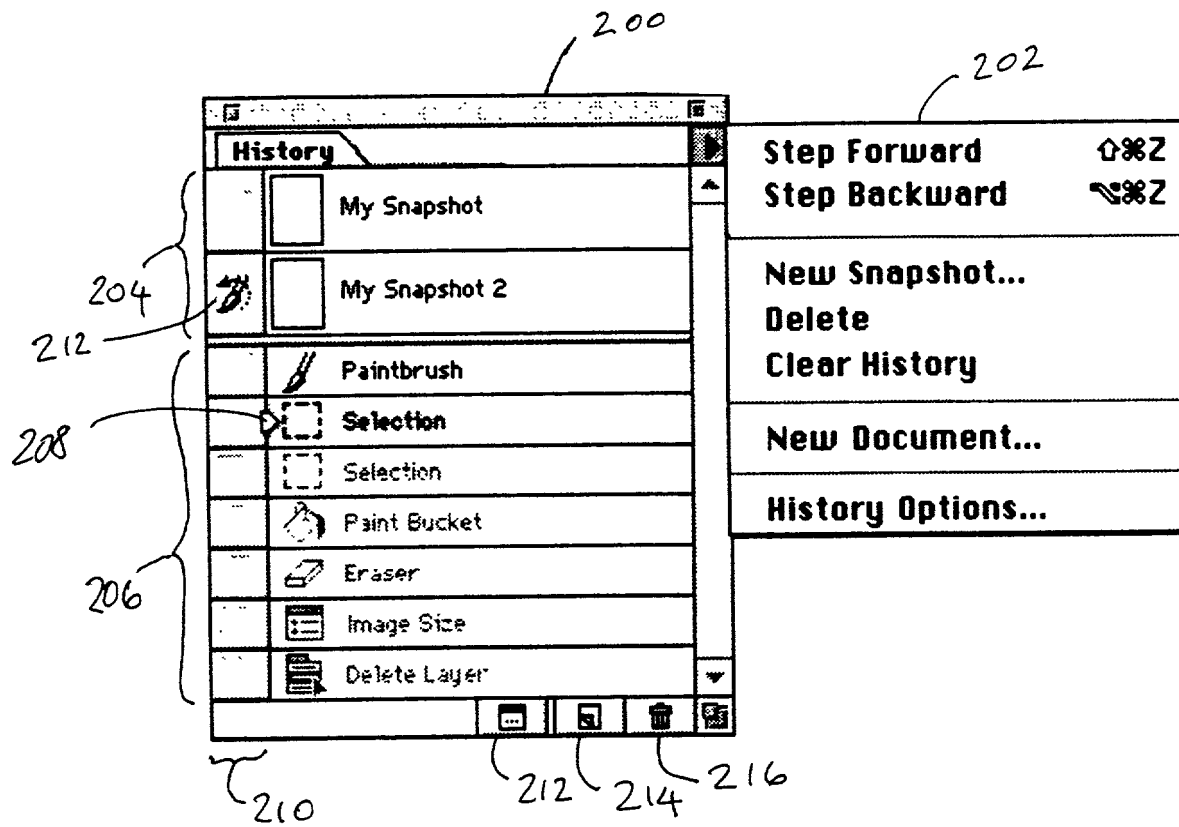 200
202
History
Step Forward ⇧⌘Z
Step Backward ⌥⌘Z
My Snapshot
204
My Snapshot 2
212
New Snapshot...
Delete
Clear History
New Document...
History Options...
Paintbrush
208
Selection
Selection
Paint Bucket
206
Eraser
Image Size
Delete Layer
210
212
214
216